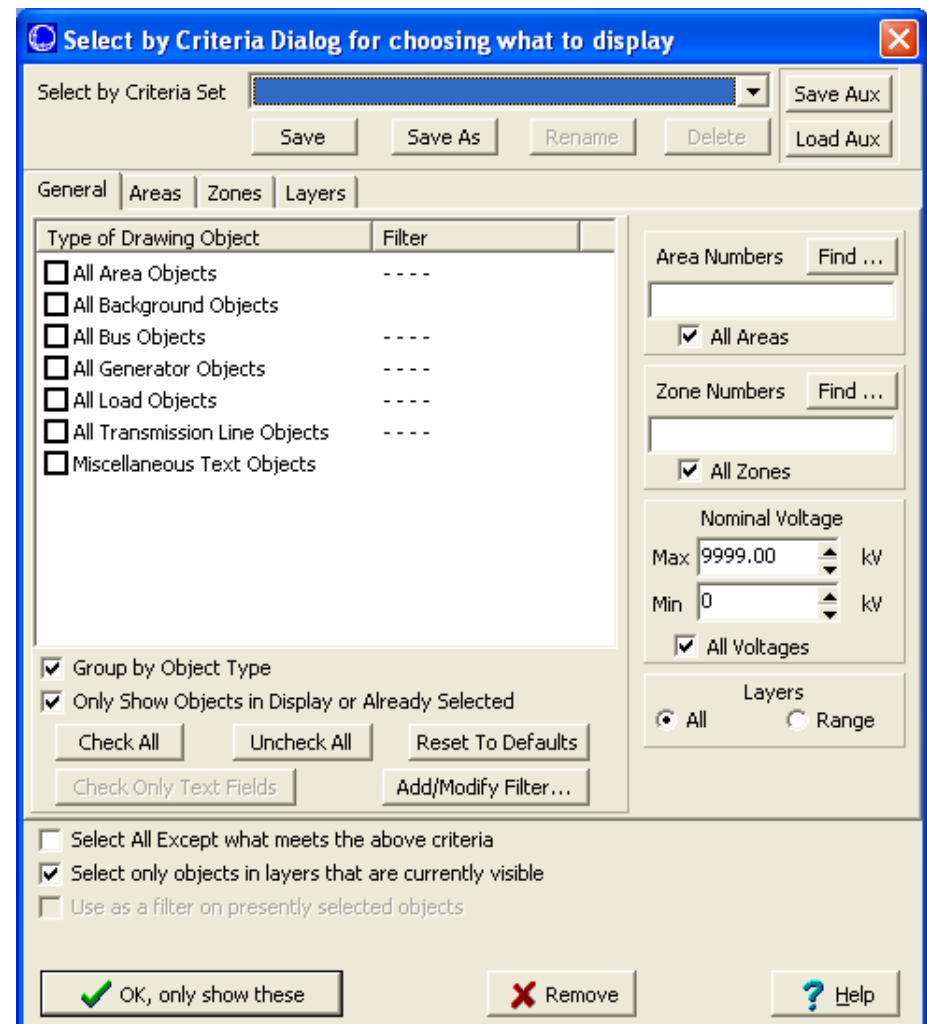 Select by Criteria Dialog for choosing what to display
Select by Criteria Set
Save Aux
Save
Save As
Rename
Delete
Load Aux
General
Areas
Zones
Layers
Type of Drawing Object
Filter
All Area Objects
- - - -
All Background Objects
All Bus Objects
- - - -
All Generator Objects
- - - -
All Load Objects
- - - -
All Transmission Line Objects
- - - -
Miscellaneous Text Objects
Group by Object Type
Only Show Objects in Display or Already Selected
Check All
Uncheck All
Reset To Defaults
Check Only Text Fields
Add/Modify Filter...
Area Numbers
Find ...
All Areas
Zone Numbers
Find ...
All Zones
Nominal Voltage
Max 9999.00 kV
Min 0 kV
All Voltages
Layers
All
Range
Select All Except what meets the above criteria
Select only objects in layers that are currently visible
Use as a filter on presently selected objects
OK, only show these
Remove
Help